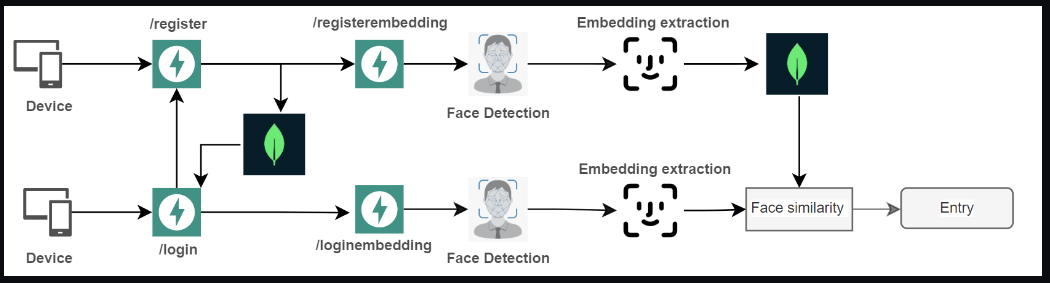 /register
/registerembedding
Embedding extraction
Device
Face Detection
Embedding extraction
Face similarity
Entry
/login
/loginembedding
Device
Face Detection